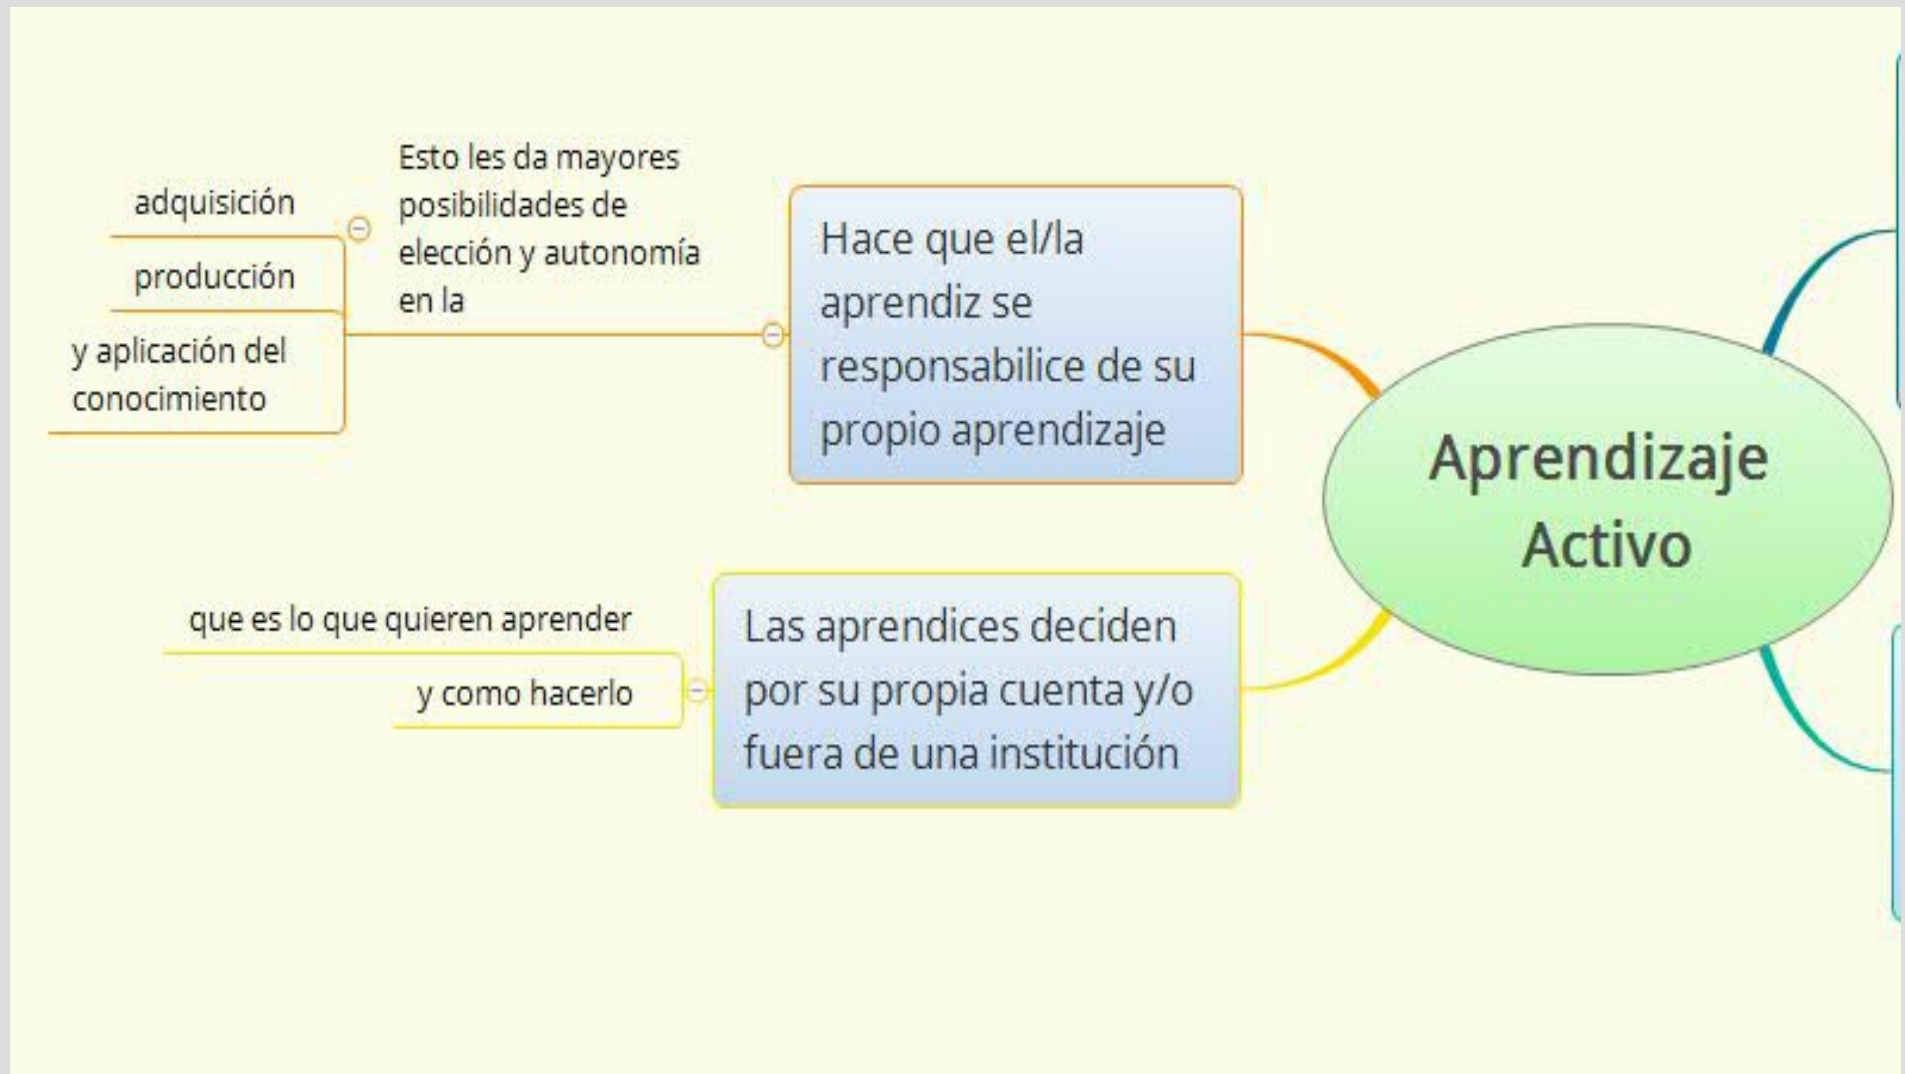 Aprendizaje
Activo
Hace que el/la
aprendiz se
responsabilice de su
propio aprendizaje
Esto les da mayores
posibilidades de
elección y autonomía
en la
adquisición
producción
y aplicación del
conocimiento
Las aprendices deciden
por su propia cuenta y/o
fuera de una institución
que es lo que quieren aprender
y como hacerlo